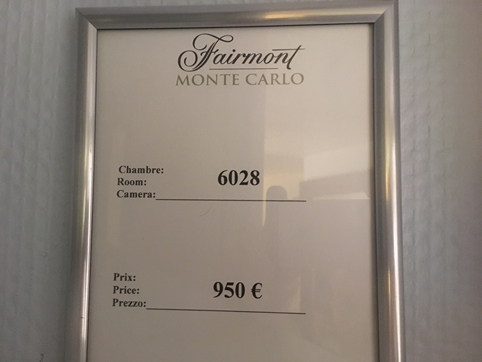 Fairmont
MONTE CARLO
Chambre:
Room: 6028
Camera:
Prix:
Price: 950 €
Prezzo: